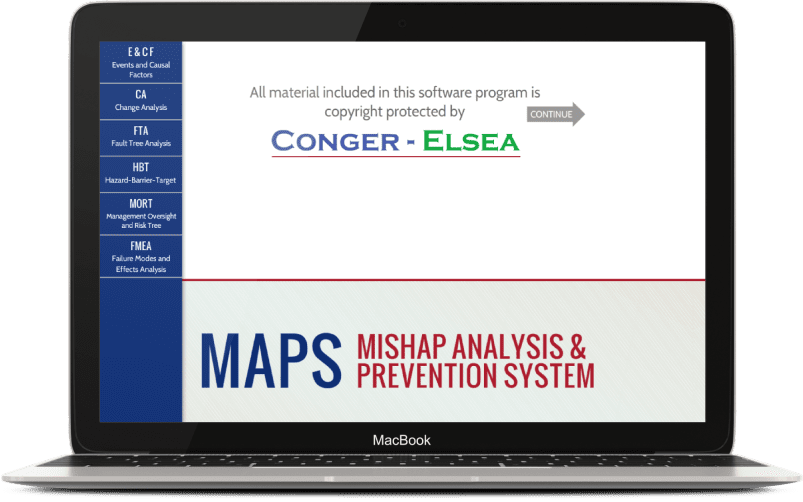 E & C F
Events and Causal
Factors
CA
Change Analysis
FTA
Fault Tree Analysis
HBT
Hazard-Barrier-Target
MORT
Management Oversight
and Risk Tree
FMEA
Failure Modes and
Effects Analysis
All material included in this software program is
copyright protected by
CONTINUE
CONGER - ELSEA
MAPS
MISHAP ANALYSIS &
PREVENTION SYSTEM
MacBook